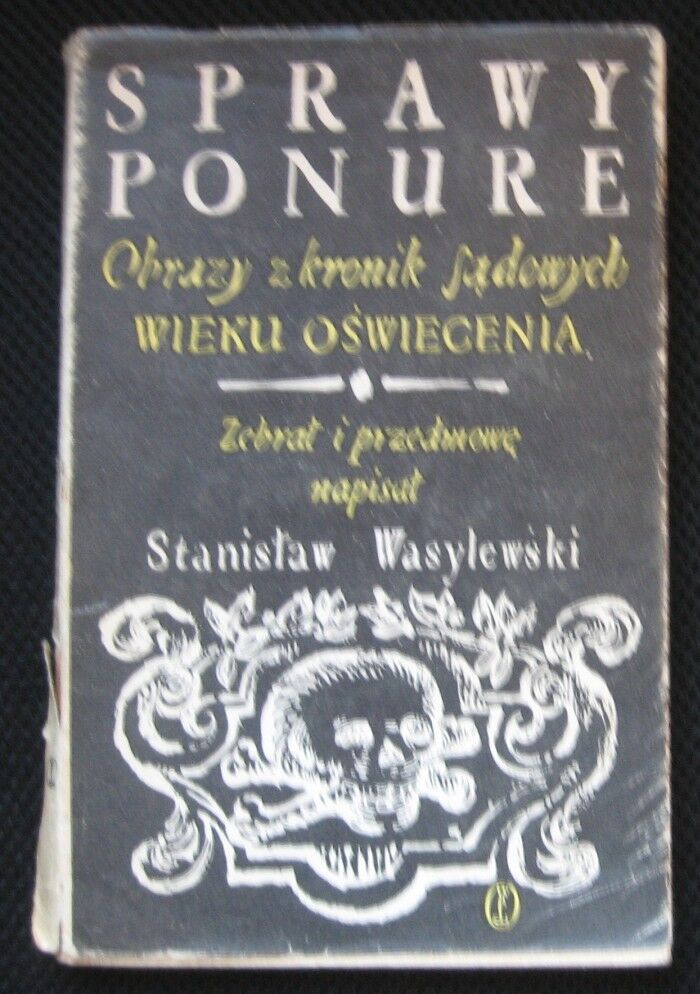 SPRAWY
PONURE
Obrazy z kronik sądowych
WIEKU OŚWIECENIA
Zebrał i przedmowę
napisał
Stanisław Wasylewski